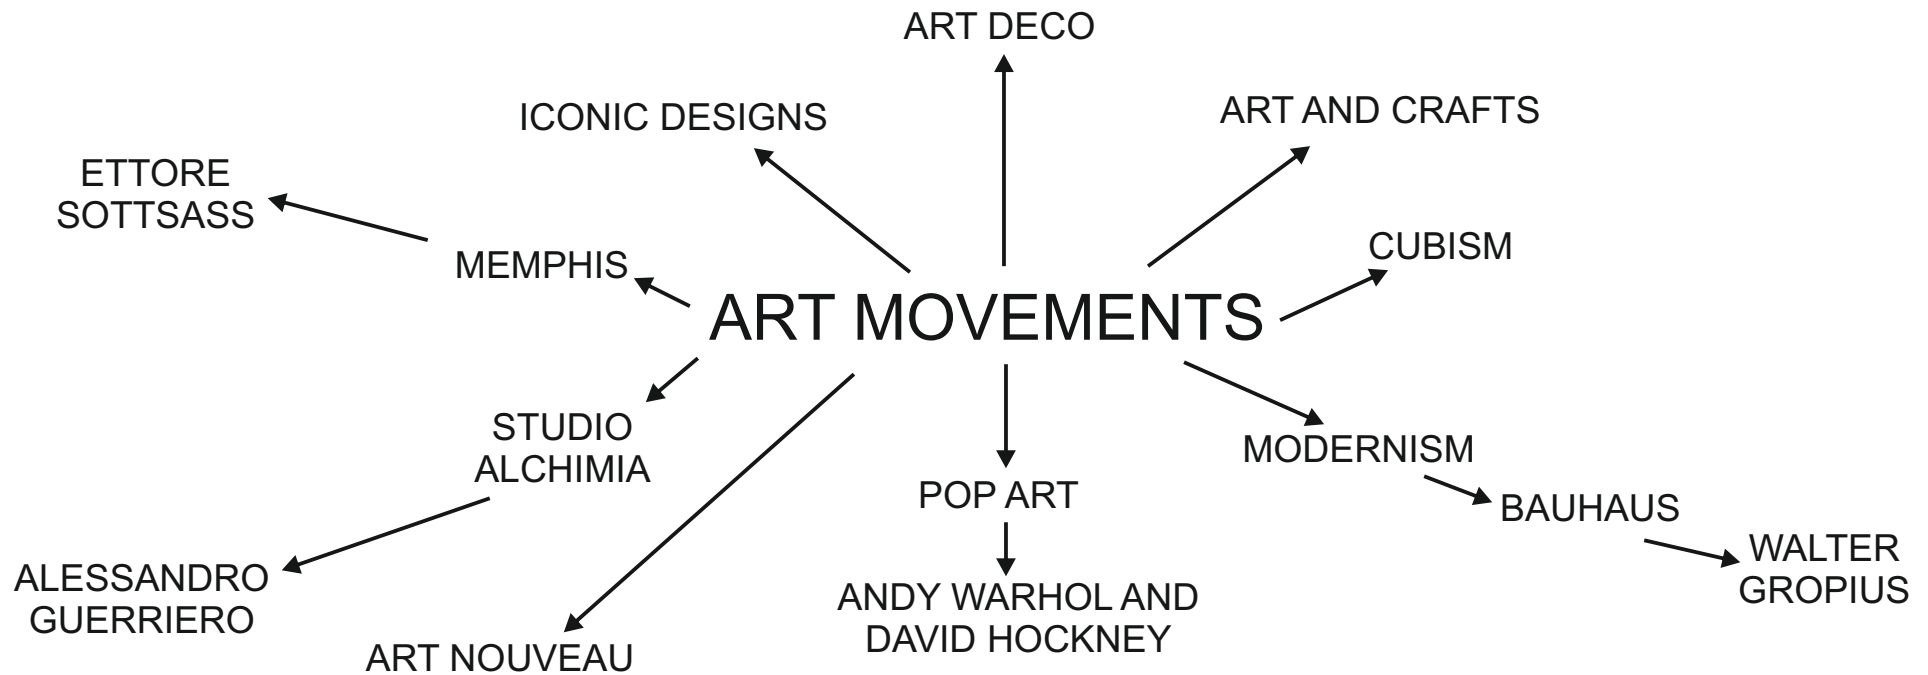 ART DECO
ICONIC DESIGNS
ART AND CRAFTS
ETTORE
SOTTSASS
MEMPHIS
CUBISM
ART MOVEMENTS
STUDIO
ALCHIMIA
MODERNISM
POP ART
BAUHAUS
WALTER
GROPIUS
ALESSANDRO
GUERRIERO
ANDY WARHOL AND
DAVID HOCKNEY
ART NOUVEAU